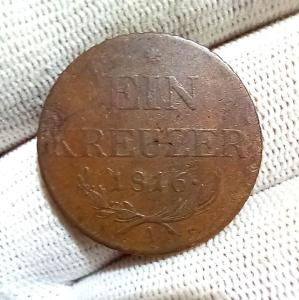 EIN
KREUZER
1816.
A